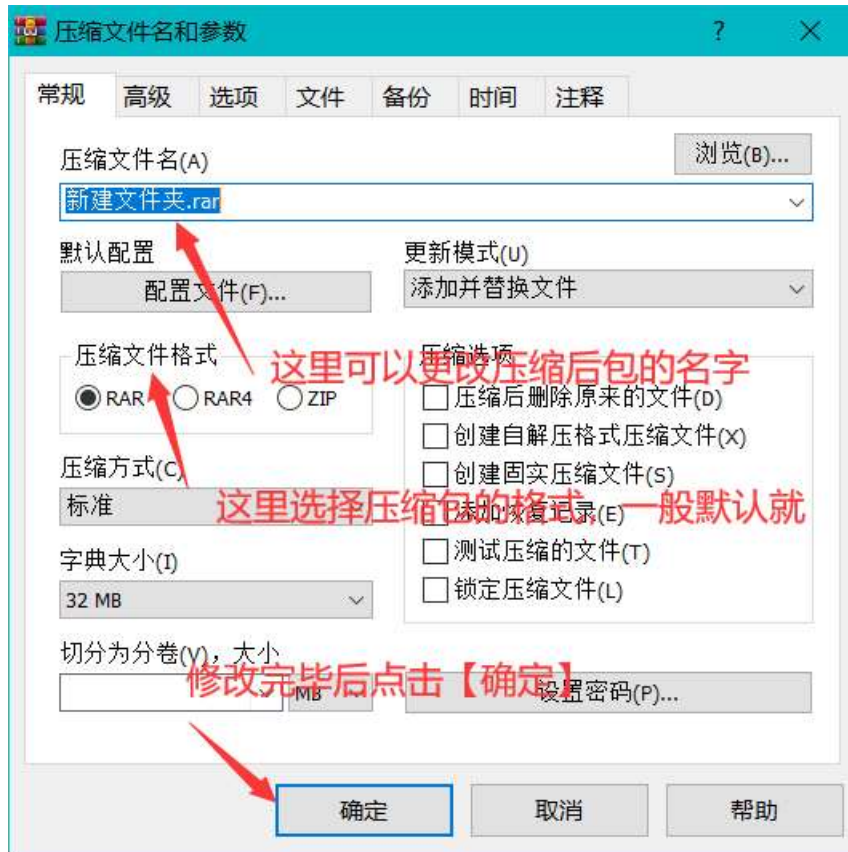 压缩文件名和参数
?
常规 高级 选项 文件 备份 时间 注释
压缩文件名(A)
浏览(B)...
新建文件夹.rar
默认配置
更新模式(U)
配置文件(F)...
添加并替换文件
压缩文件格式
压缩选项
这里可以更改压缩后包的名字
RAR RAR4 ZIP
压缩后删除原来的文件(D)
创建自解压格式压缩文件(X)
压缩方式(C)
创建固实压缩文件(S)
标准
添加恢复记录(E)
这里选择压缩包的格式，一般默认就
测试压缩的文件(T)
字典大小(I)
32 MB
锁定压缩文件(L)
切分为分卷(V)，大小
修改完毕后点击【确定】
MB
设置密码(P)...
确定 取消 帮助